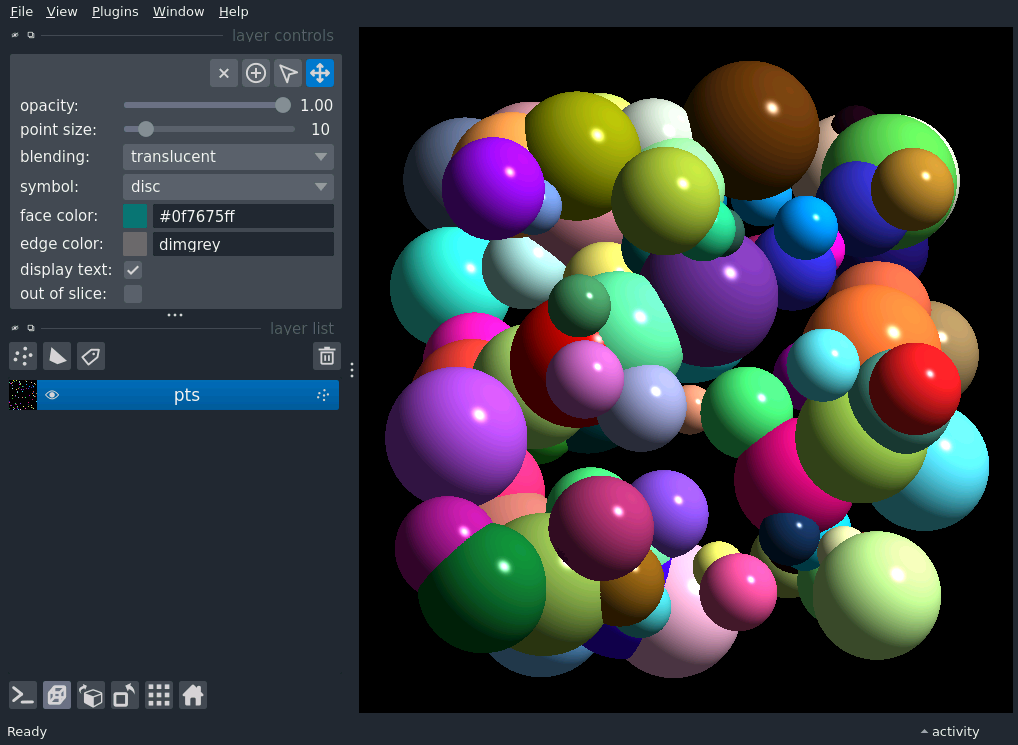 File View Plugins Window Help
layer controls
opacity: 1.00
point size: 10
blending: translucent
symbol: disc
face color: #0f7675ff
edge color: dimgrey
display text:
out of slice:
layer list
pts
Ready activity